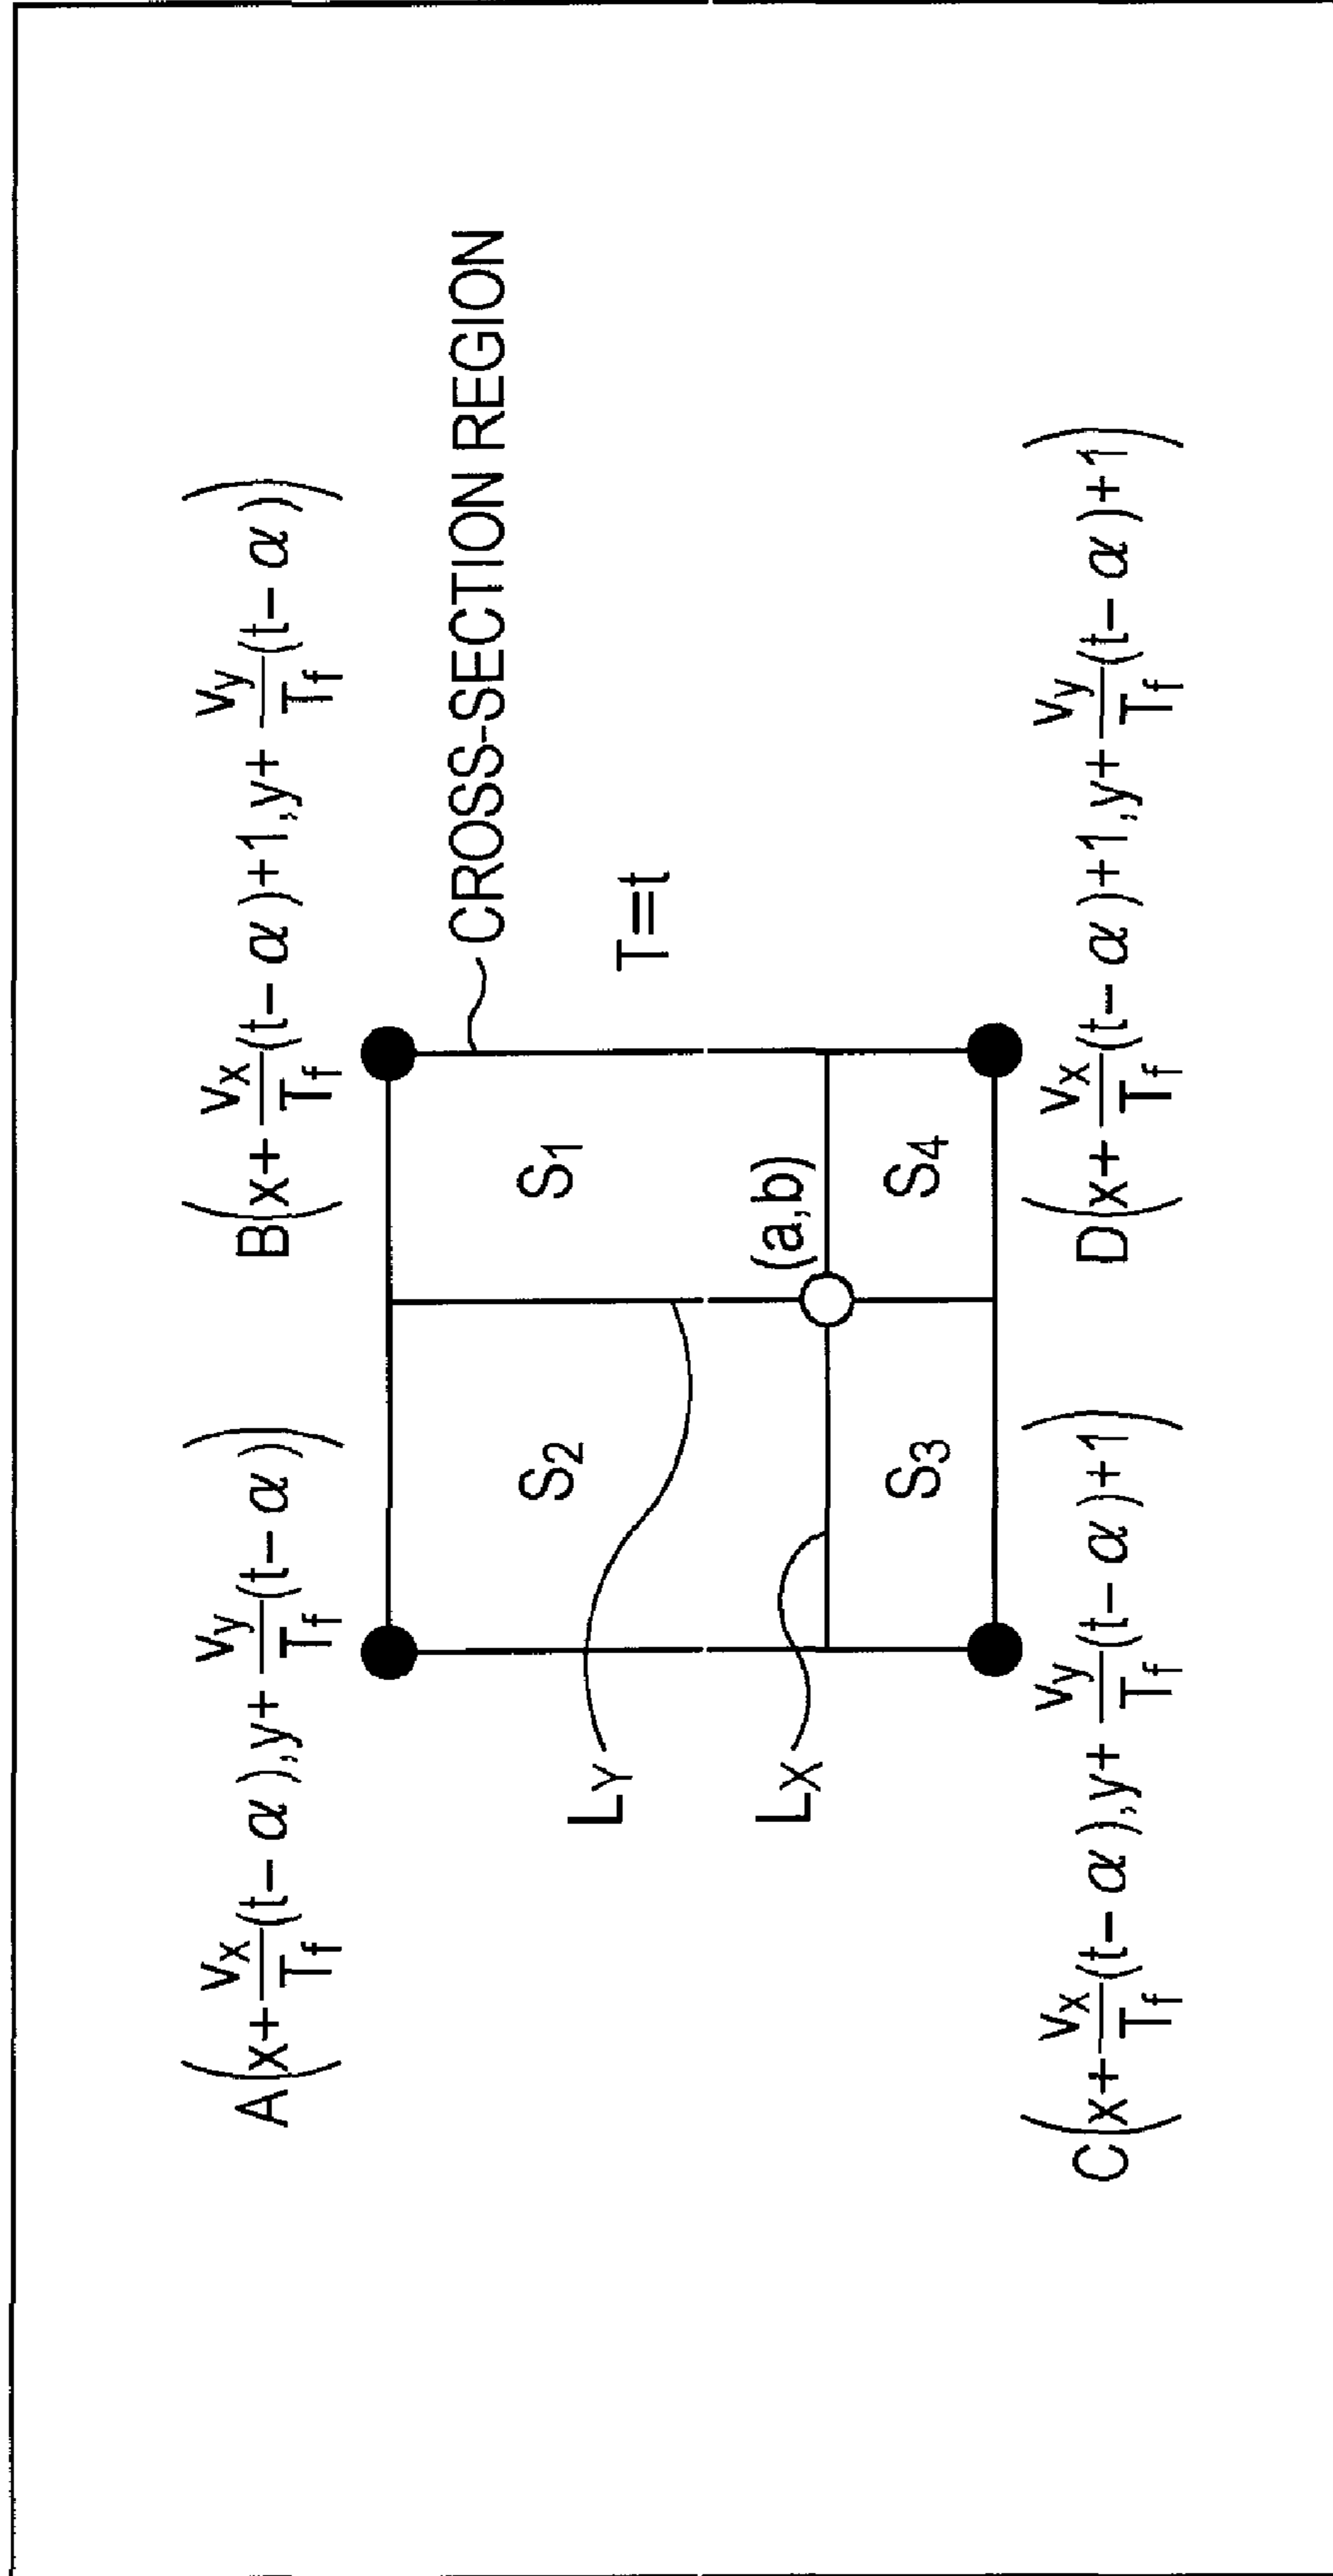 A(x+ vx/Tf (t-α),y+ vy/Tf (t-α))
B(x+ vx/Tf (t-α)+1,y+ vy/Tf (t-α))
CROSS-SECTION REGION
T=t
S2
S1
LY
(a,b)
LX
S3
S4
C(x+ vx/Tf (t-α),y+ vy/Tf (t-α)+1)
D(x+ vx/Tf (t-α)+1,y+ vy/Tf (t-α)+1)